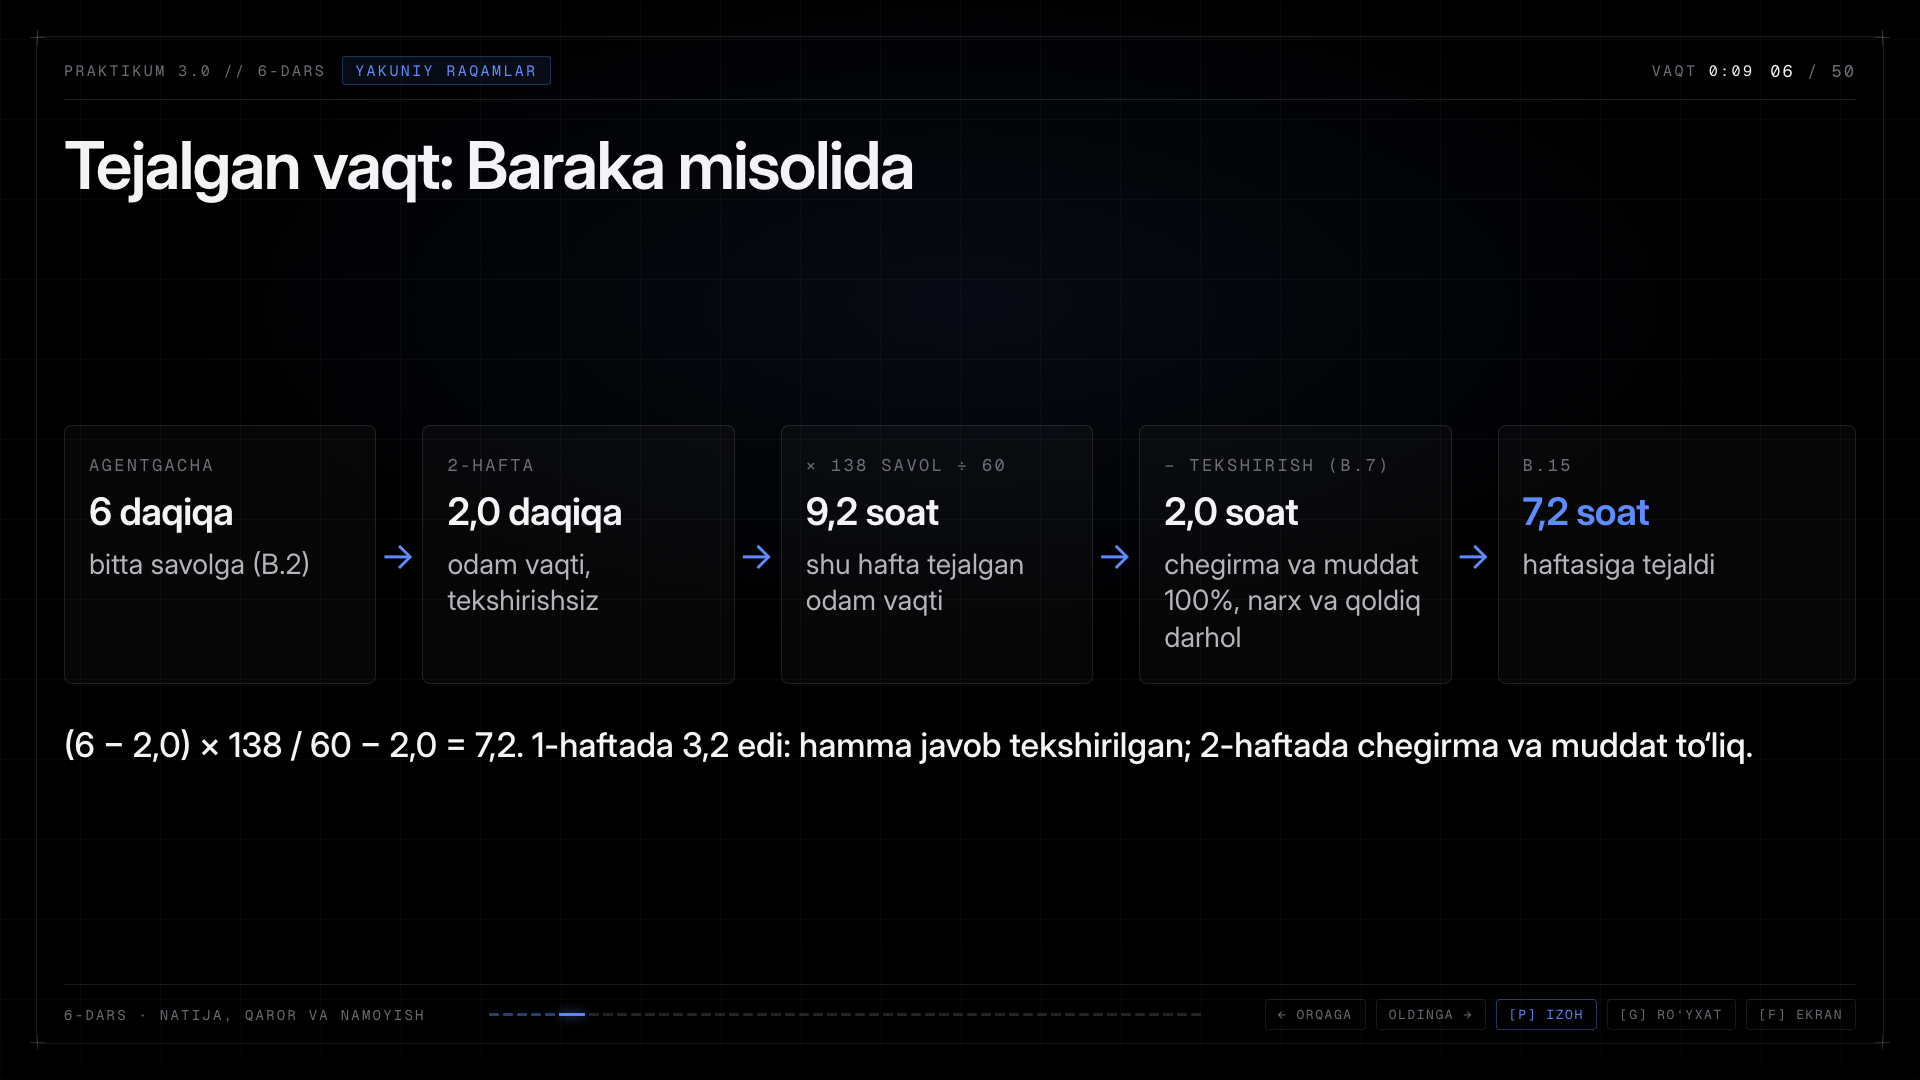 PRAKTIKUM 3.0 // 6-DARS
YAKUNIY RAQAMLAR
VAQT 0:09 06 / 50
Tejalgan vaqt: Baraka misolida
AGENTGACHA
6 daqiqa
bitta savolga (B.2)
→
2-HAFTA
2,0 daqiqa
odam vaqti,
tekshirishsiz
→
× 138 SAVOL ÷ 60
9,2 soat
shu hafta tejalgan
odam vaqti
→
− TEKSHIRISH (B.7)
2,0 soat
chegirma va muddat
100%, narx va qoldiq
darhol
→
B.15
7,2 soat
haftasiga tejaldi
(6 − 2,0) × 138 / 60 − 2,0 = 7,2. 1-haftada 3,2 edi: hamma javob tekshirilgan; 2-haftada chegirma va muddat toʻliq.
6-DARS · NATIJA, QAROR VA NAMOYISH
← ORQAGA
OLDINGA →
[P] IZOH
[G] ROʻYXAT
[F] EKRAN